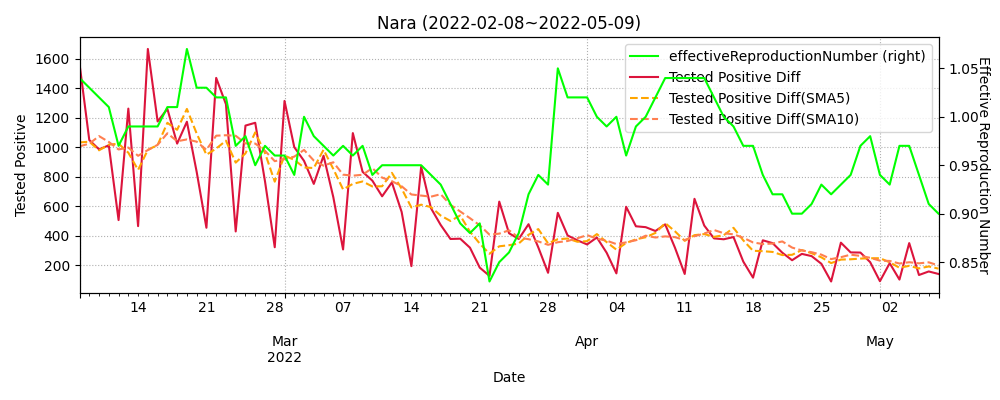 Nara (2022-02-08~2022-05-09)
effectiveReproductionNumber (right)
Tested Positive Diff
Tested Positive Diff(SMA5)
Tested Positive Diff(SMA10)
Tested Positive
1600
1400
1200
1000
800
600
400
200
Effective Reproduction Number
1.05
1.00
0.95
0.90
0.85
14 21 28 07 14 21 28 04 11 18 25 02
Mar Apr May
2022
Date